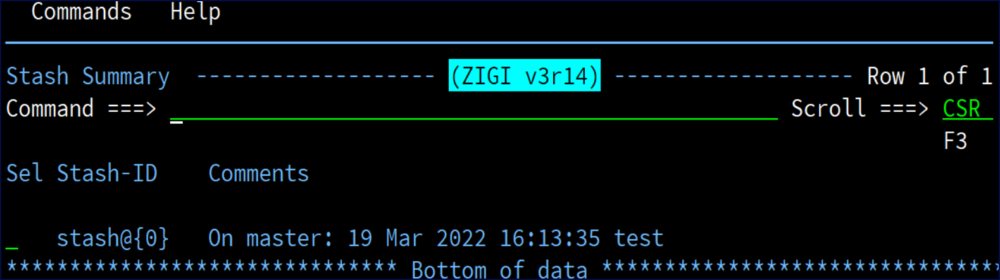 Commands Help
Stash Summary ------------------- (ZIGI v3r14) ------------------- Row 1 of 1
Command ===> _ Scroll ===> CSR
F3
Sel Stash-ID Comments
_ stash@{0} On master: 19 Mar 2022 16:13:35 test
******************************* Bottom of data *******************************